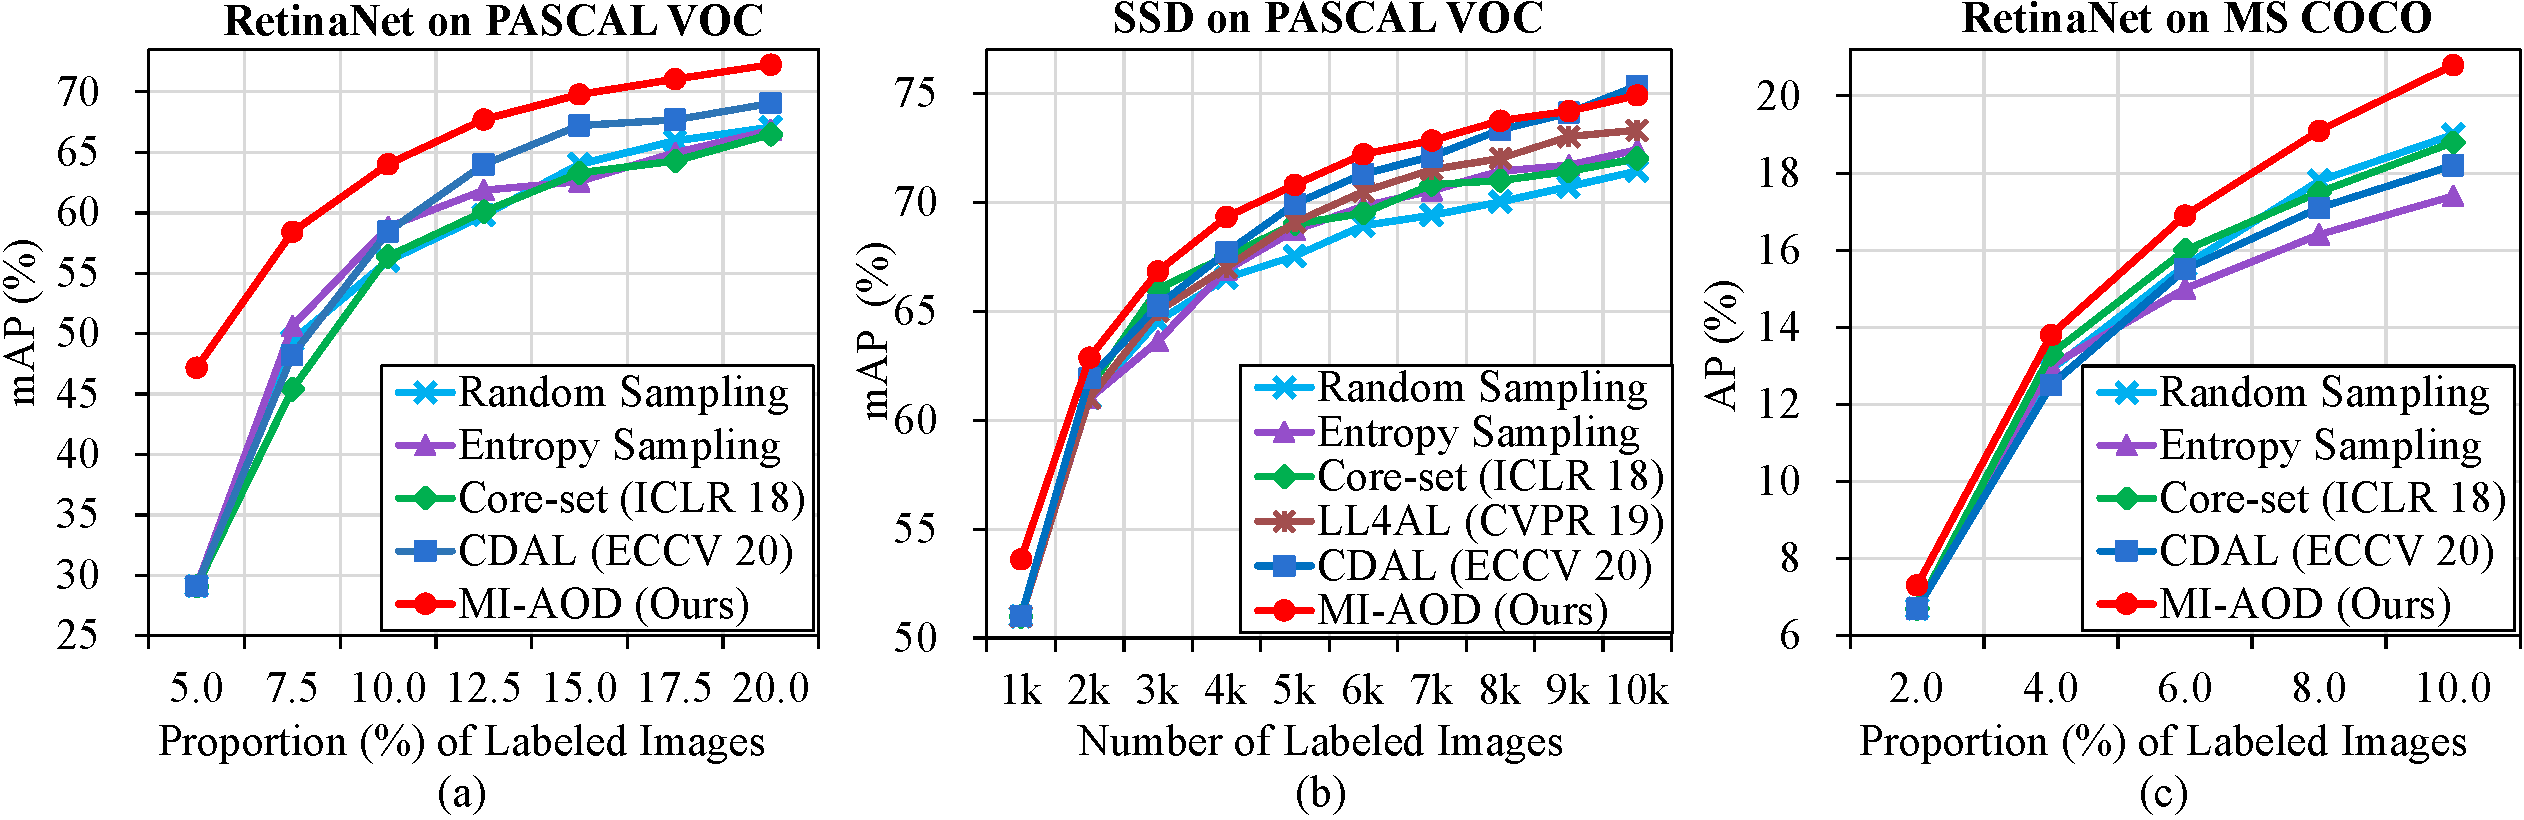 RetinaNet on PASCAL VOC
mAP (%)
70
65
60
55
50
45
40
35
30
25
Random Sampling
Entropy Sampling
Core-set (ICLR 18)
CDAL (ECCV 20)
MI-AOD (Ours)
5.0 7.5 10.0 12.5 15.0 17.5 20.0
Proportion (%) of Labeled Images
(a)
SSD on PASCAL VOC
mAP (%)
75
70
65
60
55
50
Random Sampling
Entropy Sampling
Core-set (ICLR 18)
LL4AL (CVPR 19)
CDAL (ECCV 20)
MI-AOD (Ours)
1k 2k 3k 4k 5k 6k 7k 8k 9k 10k
Number of Labeled Images
(b)
RetinaNet on MS COCO
AP (%)
20
18
16
14
12
10
8
6
Random Sampling
Entropy Sampling
Core-set (ICLR 18)
CDAL (ECCV 20)
MI-AOD (Ours)
2.0 4.0 6.0 8.0 10.0
Proportion (%) of Labeled Images
(c)